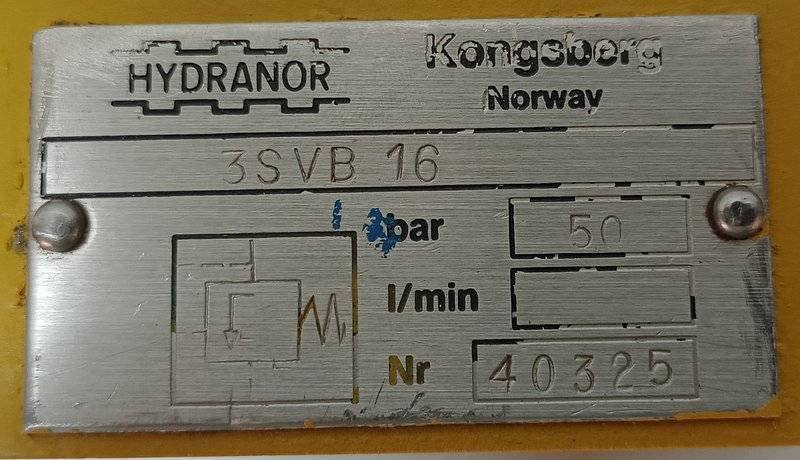 HYDRANOR
Kongsberg
Norway
3SVB 16
bar 50
l/min
Nr 40325